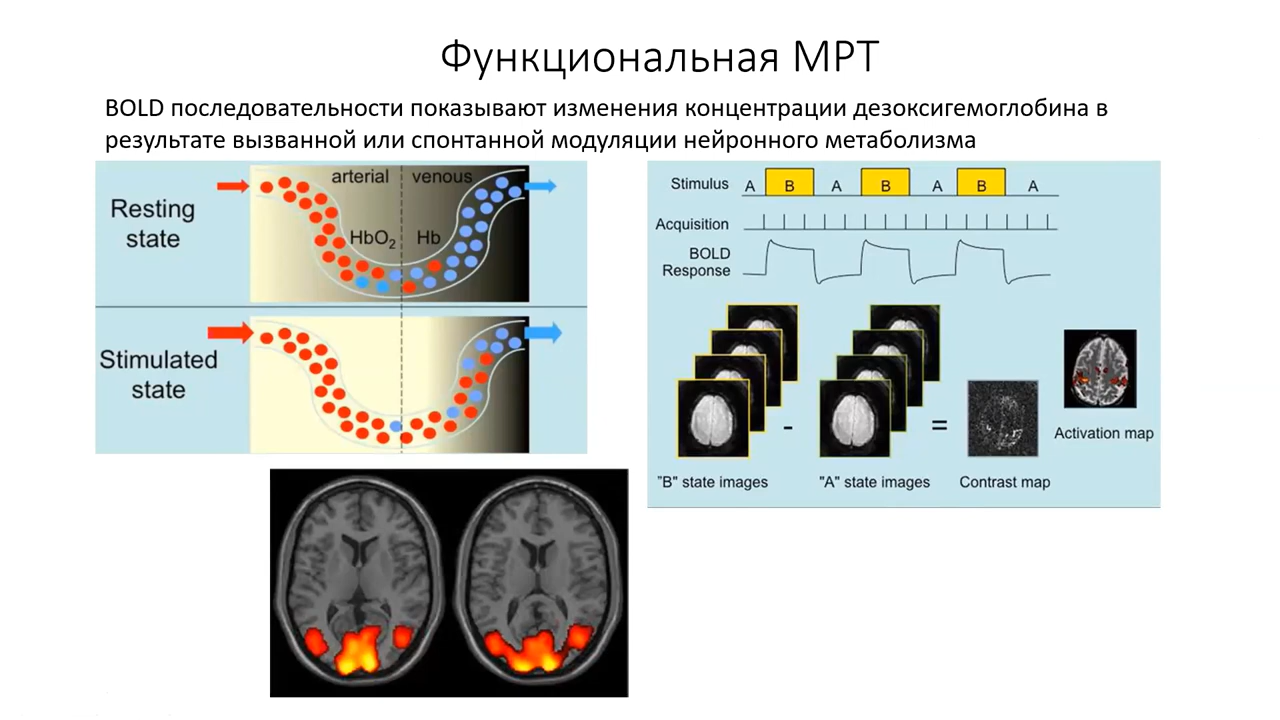 Функциональная МРТ
BOLD последовательности показывают изменения концентрации дезоксигемоглобина в
результате вызванной или спонтанной модуляции нейронного метаболизма
arterial venous
Resting
state
HbO₂ Hb
Stimulated
state
Stimulus A B A B A B A
Acquisition
BOLD
Response
- =
Activation map
"B" state images "A" state images Contrast map